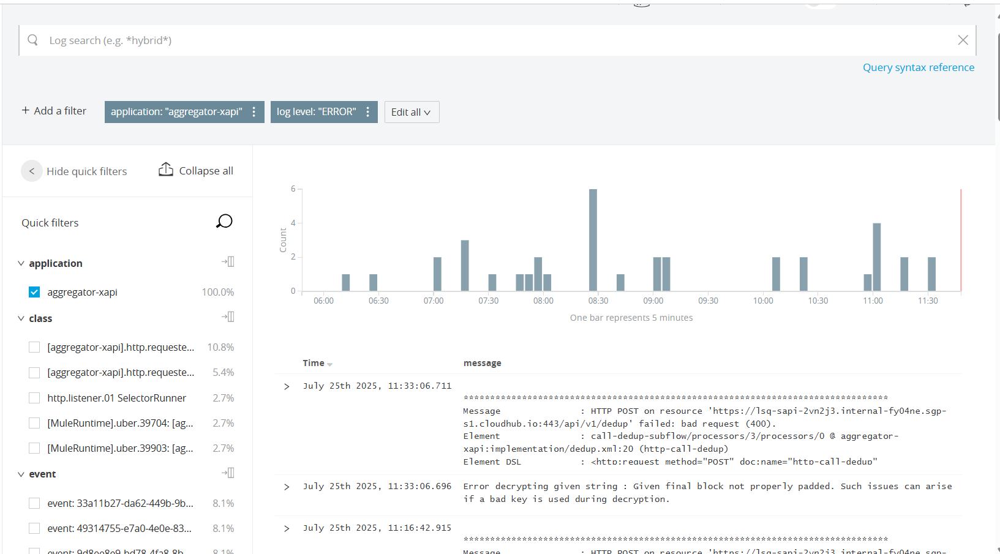 Log search (e.g. *hybrid*)
Query syntax reference
+ Add a filter
application: "aggregator-xapi"
log level: "ERROR"
Edit all
Hide quick filters
Collapse all
Quick filters
application
aggregator-xapi 100.0%
class
[aggregator-xapi].http.requeste... 10.8%
[aggregator-xapi].http.requeste... 5.4%
http.listener.01 SelectorRunner 2.7%
[MuleRuntime].uber.39704: [ag... 2.7%
[MuleRuntime].uber.39903: [ag... 2.7%
event
event: 33a11b27-da62-449b-9b... 8.1%
event: 49314755-e7a0-4e0e-83... 8.1%
event: 9d8ee8e9-bd78-4fa8-8b... 8.1%
Count
6
4
2
0
06:00 06:30 07:00 07:30 08:00 08:30 09:00 09:30 10:00 10:30 11:00 11:30
One bar represents 5 minutes
Time message
July 25th 2025, 11:33:06.711
********************************************************************************
Message : HTTP POST on resource 'https://lsq-sapi-2vn2j3.internal-fy04ne.sgp-
s1.cloudhub.io:443/api/v1/dedup' failed: bad request (400).
Element : call-dedup-subflow/processors/3/processors/0 @ aggregator-
xapi:implementation/dedup.xml:20 (http-call-dedup)
Element DSL : <http:request method="POST" doc:name="http-call-dedup"
July 25th 2025, 11:33:06.696 Error decrypting given string : Given final block not properly padded. Such issues can arise
if a bad key is used during decryption.
July 25th 2025, 11:16:42.915
********************************************************************************
Message : HTTP POST on resource 'https://lsq-sapi-2vn2j3.internal-fy04ne.sgp-